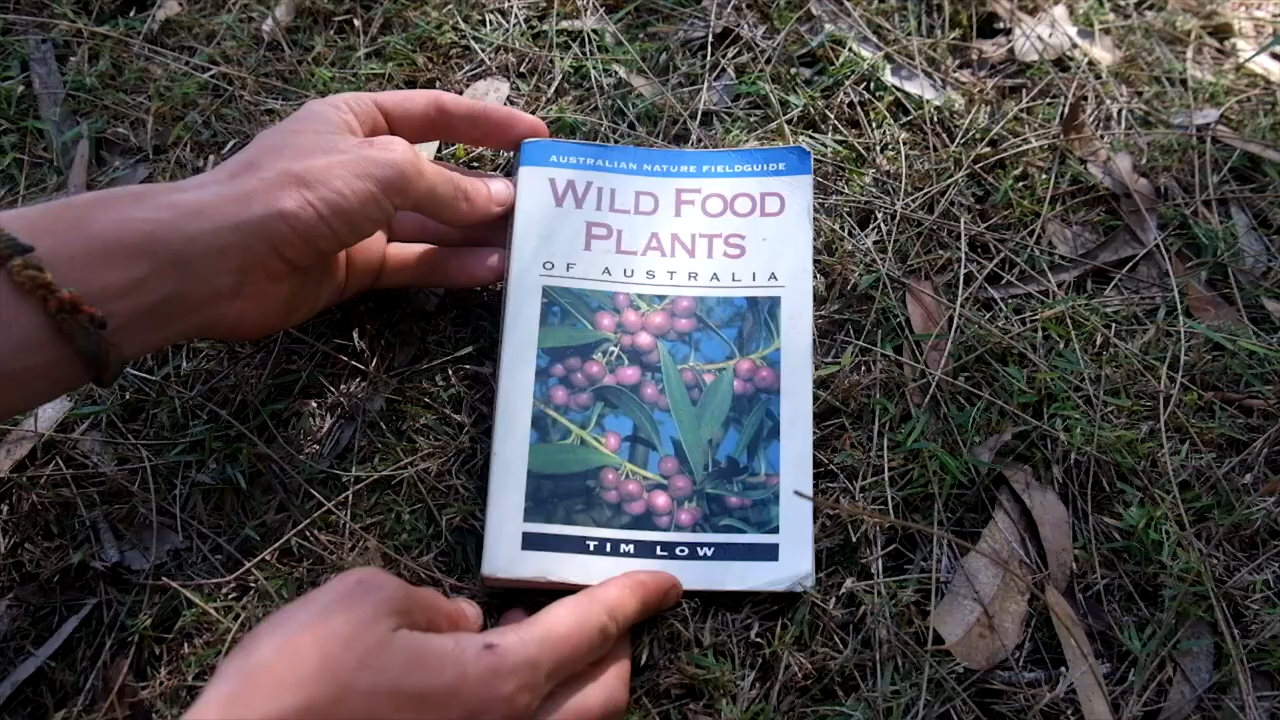 AUSTRALIAN NATURE FIELDGUIDE
WILD FOOD
PLANTS
OF AUSTRALIA
TIM LOW